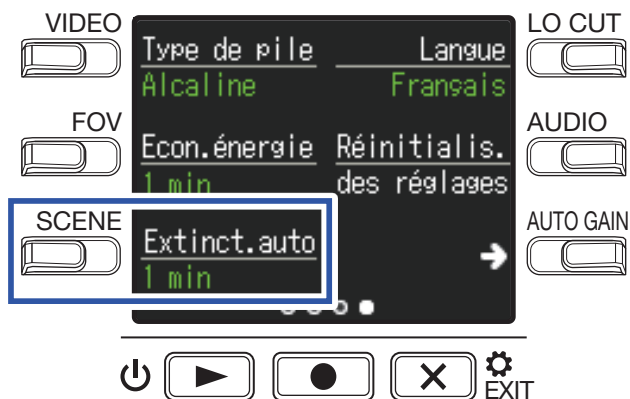 VIDEO
LO CUT
Type de pile
Alcaline
Langue
Français
FOV
AUDIO
Econ.énergie
1 min
Réinitialis.
des réglages
SCENE
AUTO GAIN
Extinct.auto
1 min
EXIT